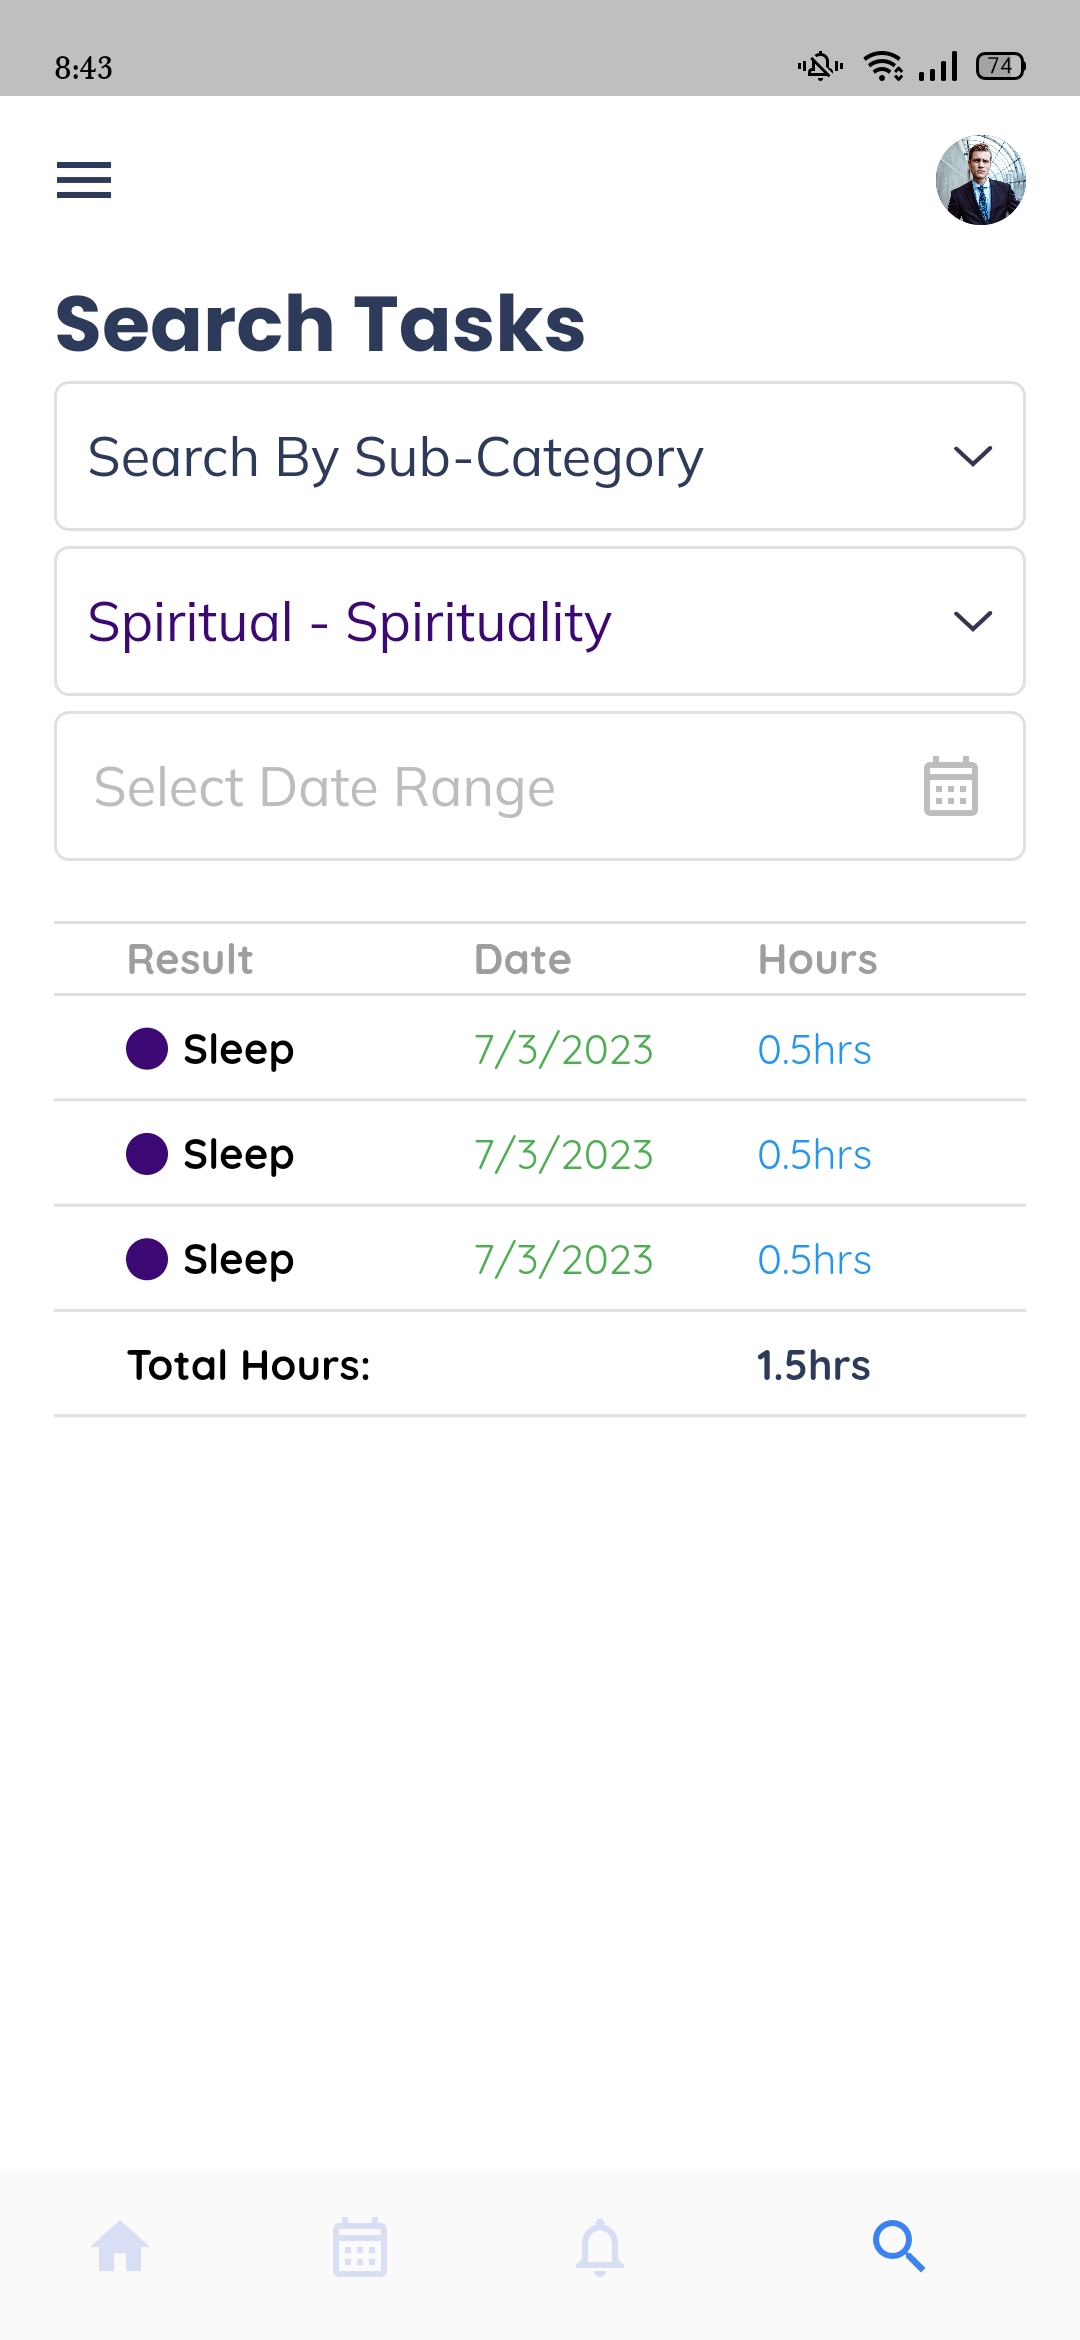 8:43
74
Search Tasks
Search By Sub-Category
Spiritual - Spirituality
Select Date Range
Result Date Hours
Sleep 7/3/2023 0.5hrs
Sleep 7/3/2023 0.5hrs
Sleep 7/3/2023 0.5hrs
Total Hours: 1.5hrs